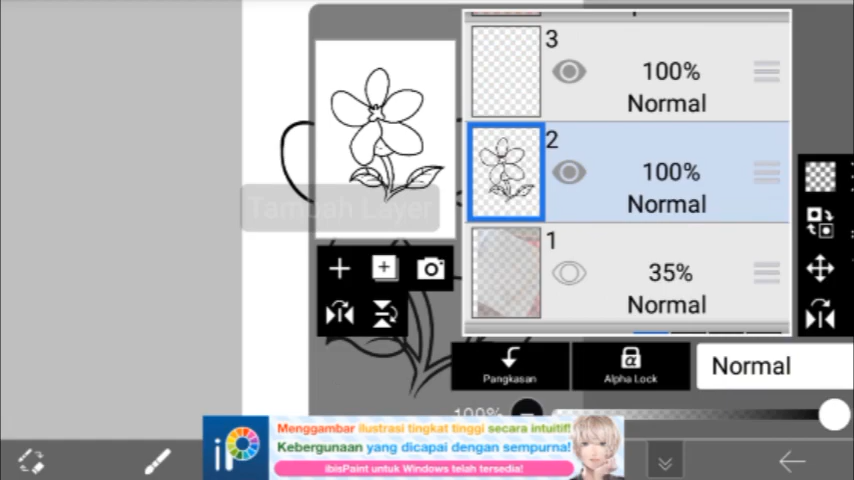 3
100%
Normal
2
100%
Normal
Tambah Layer
1
35%
Normal
Pangkasan
Alpha Lock
Normal
100%
iP
Menggambar ilustrasi tingkat tinggi secara intuitif!
Kebergunaan yang dicapai dengan sempurna!
ibisPaint untuk Windows telah tersedia!